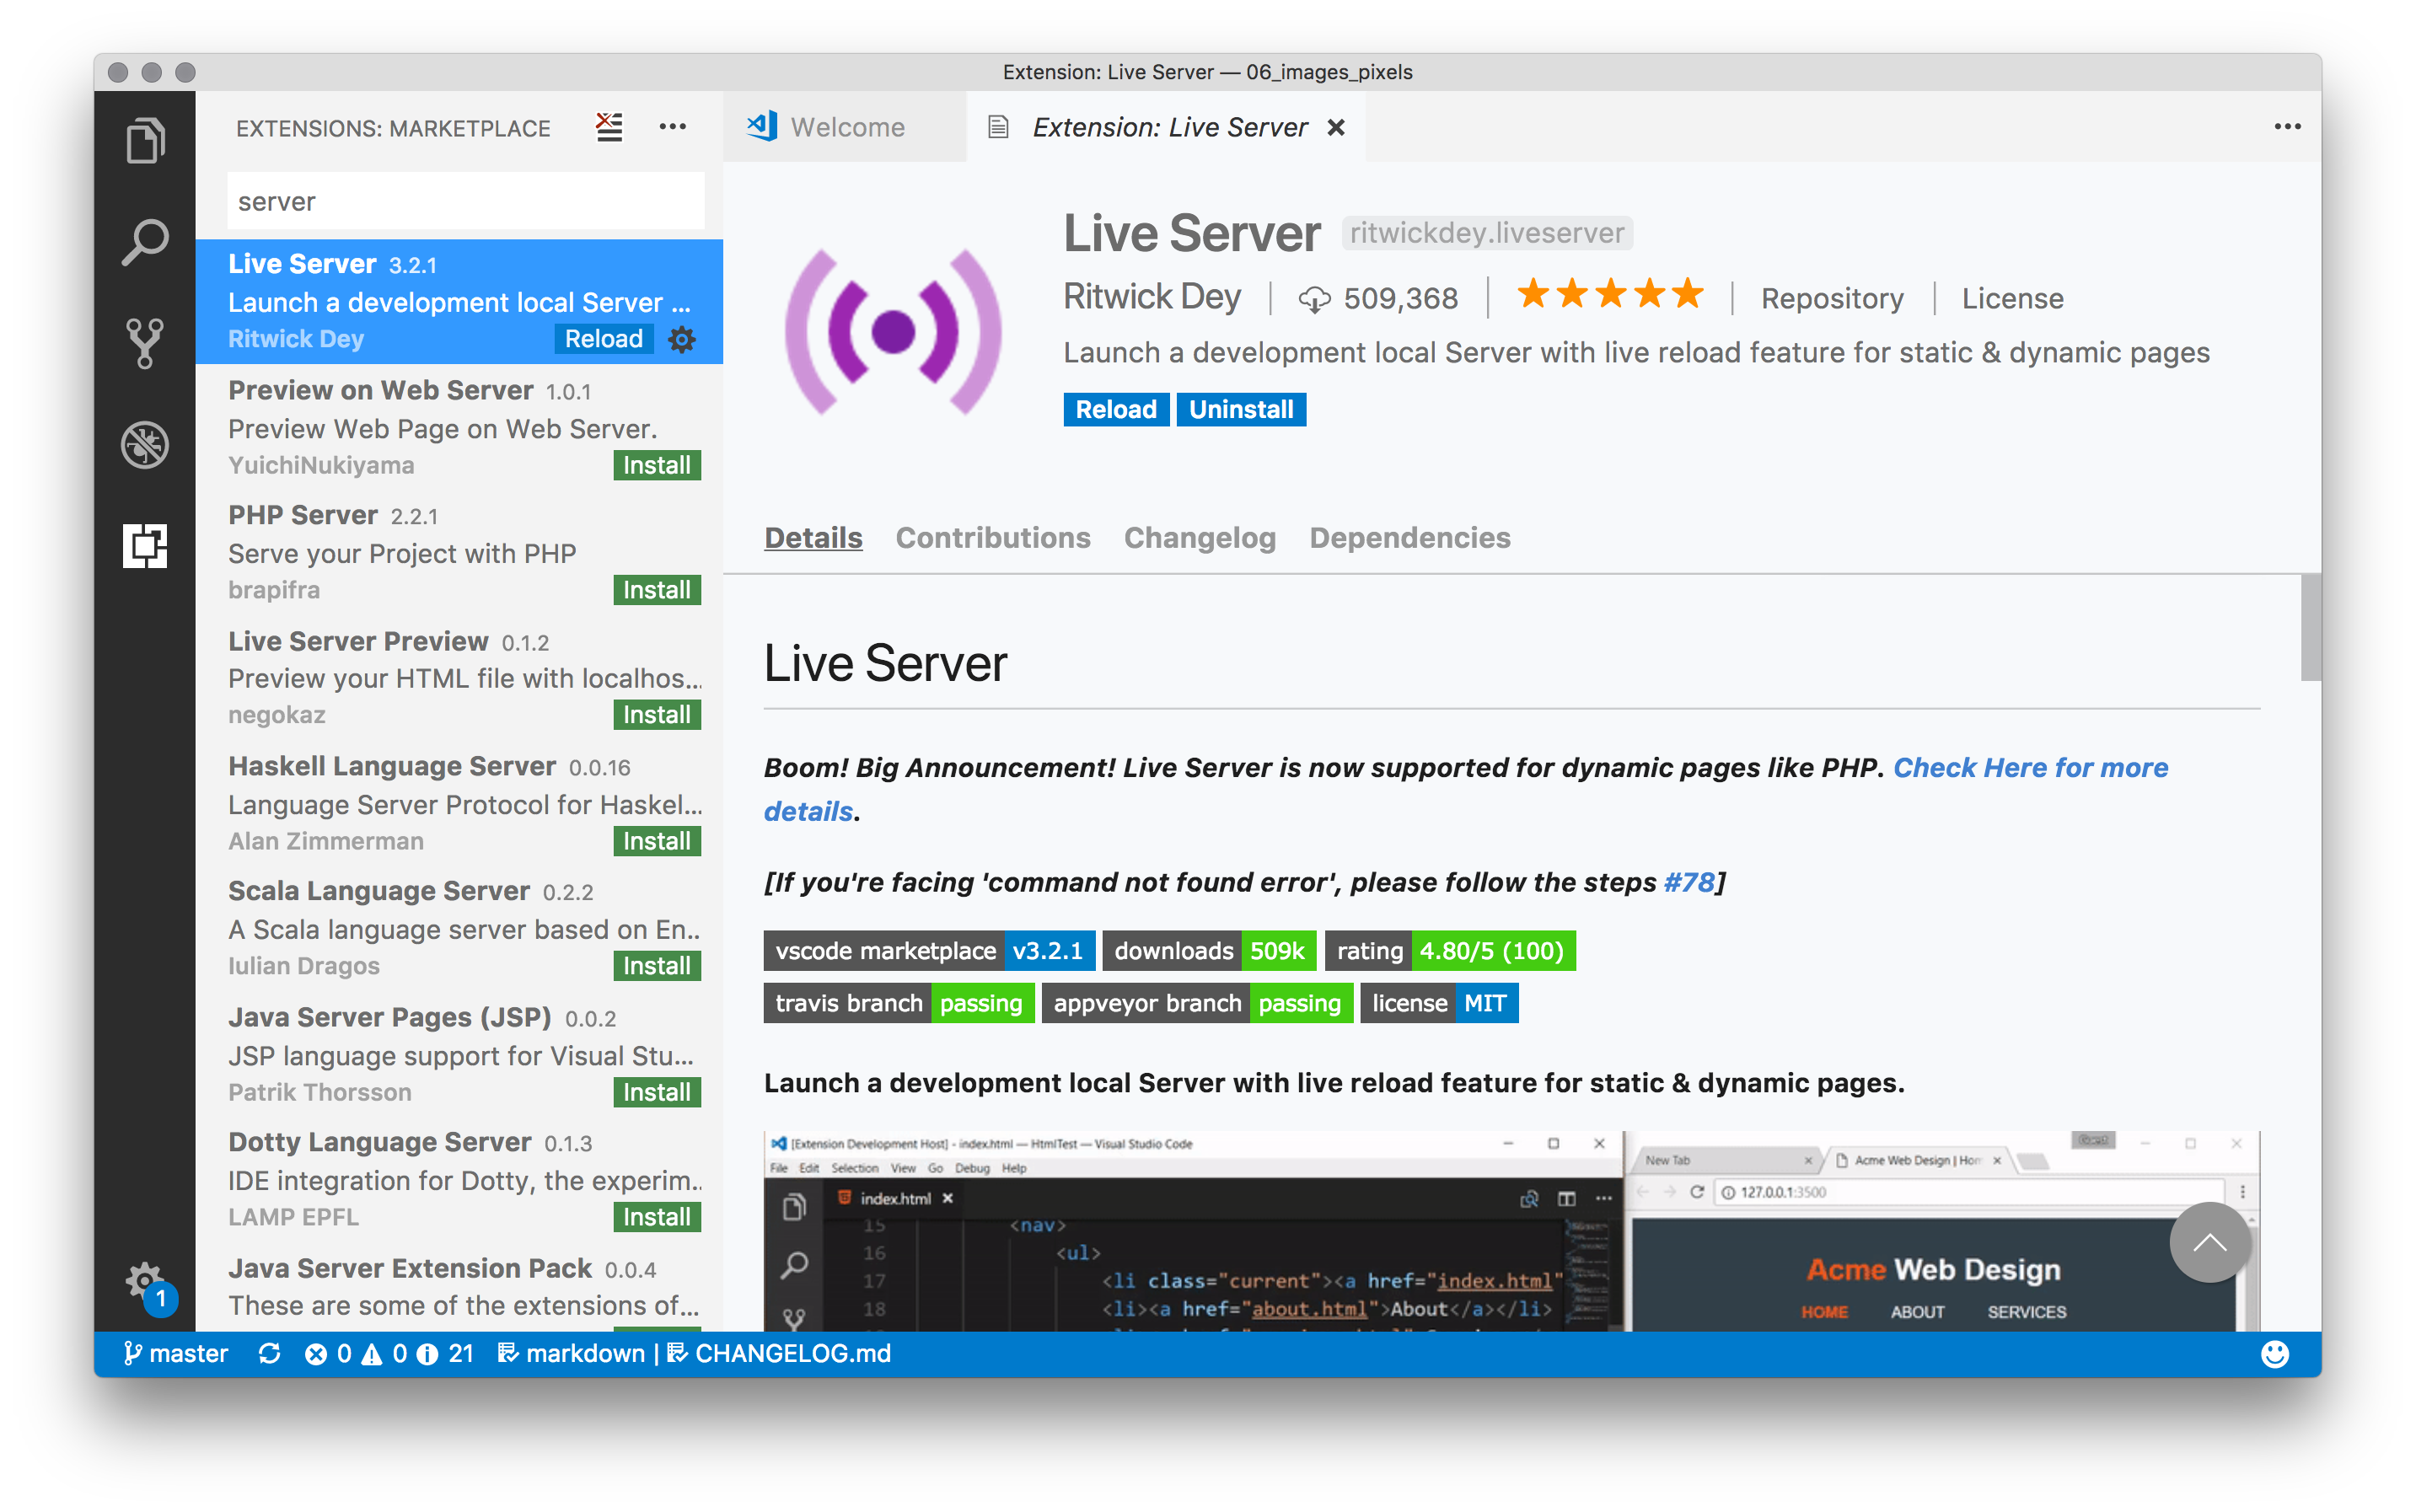 Extension: Live Server — 06_images_pixels
EXTENSIONS: MARKETPLACE
server
Live Server 3.2.1
Launch a development local Server ...
Ritwick Dey Reload
Preview on Web Server 1.0.1
Preview Web Page on Web Server.
YuichiNukiyama Install
PHP Server 2.2.1
Serve your Project with PHP
brapifra Install
Live Server Preview 0.1.2
Preview your HTML file with localhos...
negokaz Install
Haskell Language Server 0.0.16
Language Server Protocol for Haskel...
Alan Zimmerman Install
Scala Language Server 0.2.2
A Scala language server based on En...
Iulian Dragos Install
Java Server Pages (JSP) 0.0.2
JSP language support for Visual Stu...
Patrik Thorsson Install
Dotty Language Server 0.1.3
IDE integration for Dotty, the experim...
LAMP EPFL Install
Java Server Extension Pack 0.0.4
These are some of the extensions of...
1
Welcome
Extension: Live Server
Live Server ritwickdey.liveserver
Ritwick Dey | 509,368 | Repository | License
Launch a development local Server with live reload feature for static & dynamic pages
Reload Uninstall
Details Contributions Changelog Dependencies
Live Server
Boom! Big Announcement! Live Server is now supported for dynamic pages like PHP. Check Here for more
details.
[If you're facing 'command not found error', please follow the steps #78]
vscode marketplace v3.2.1 downloads 509k rating 4.80/5 (100)
travis branch passing appveyor branch passing license MIT
Launch a development local Server with live reload feature for static & dynamic pages.
[Extension Development Host] - index.html — HtmlTest — Visual Studio Code
File Edit Selection View Go Debug Help
index.html
15 <nav>
16 <ul>
17 <li class="current"><a href="index.html"
18 <li><a href="about.html">About</a></li>
New Tab
Acme Web Design | Hom
127.0.0.1:3500
Acme Web Design
HOME ABOUT SERVICES
master 0 0 21 markdown | CHANGELOG.md